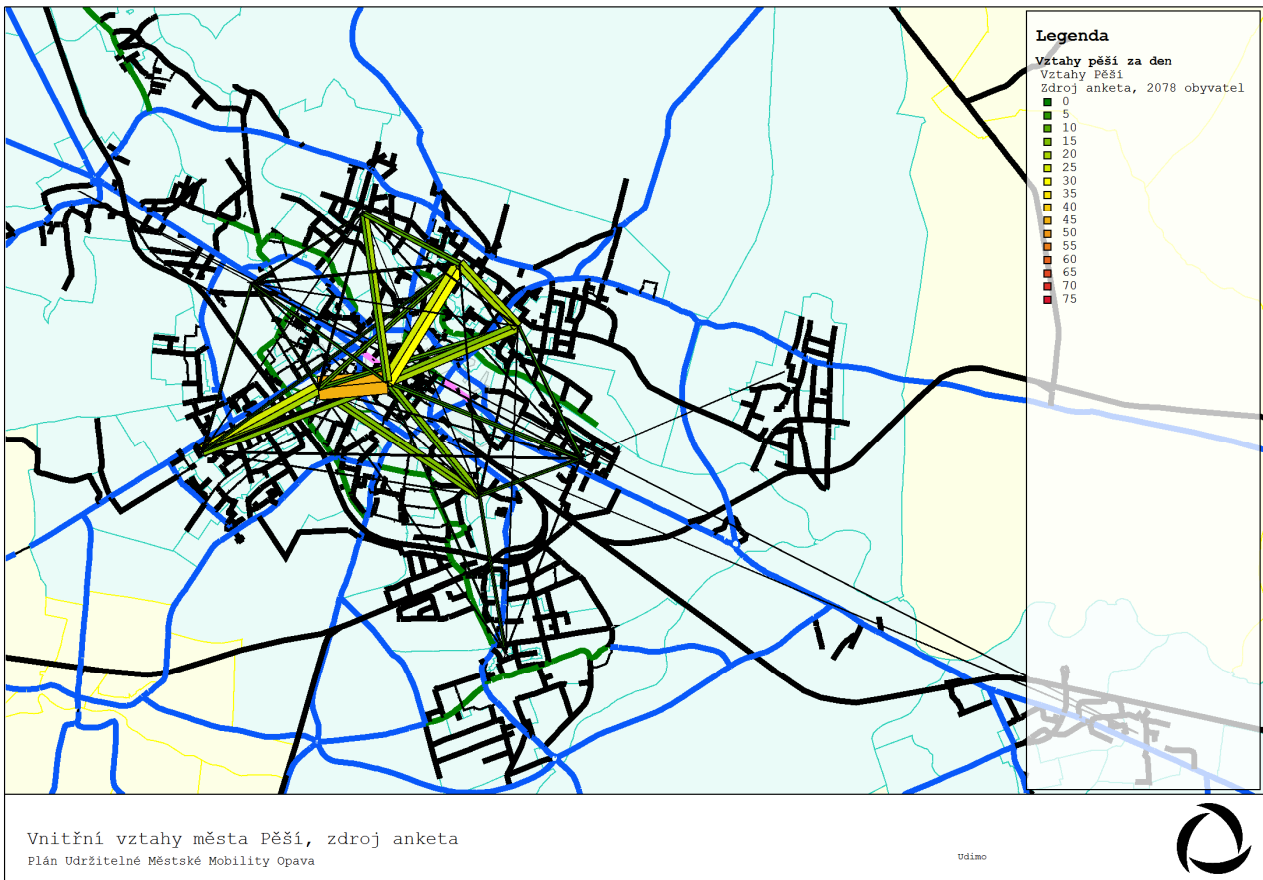 Legenda
Vztahy pěší za den
Vztahy Pěší
Zdroj anketa, 2078 obyvatel
0
5
10
15
20
25
30
35
40
45
50
55
60
65
70
75
Vnitřní vztahy města Pěší, zdroj anketa
Plán Udržitelné Městské Mobility Opava
Udimo